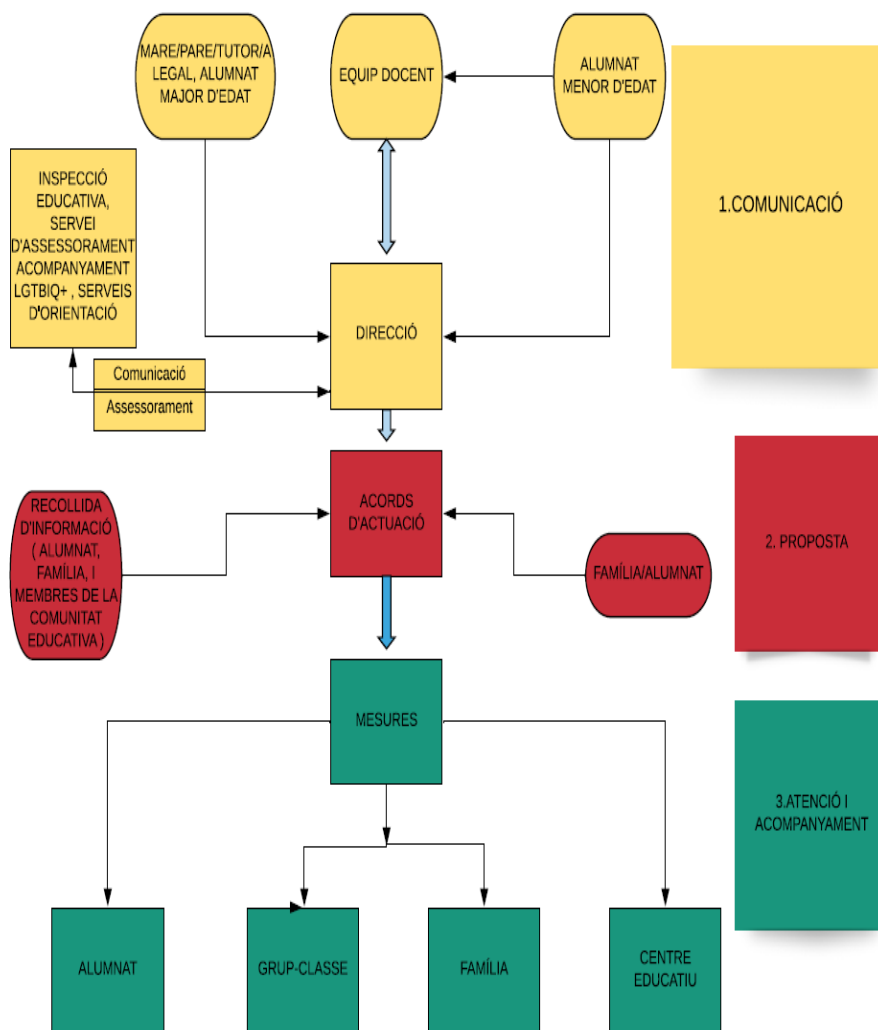 MARE/PARE/TUTOR/A
LEGAL, ALUMNAT
MAJOR D'EDAT
EQUIP DOCENT
ALUMNAT
MENOR D'EDAT
1.COMUNICACIÓ
INSPECCIÓ
EDUCATIVA,
SERVEI
D'ASSESSORAMENT
ACOMPANYAMENT
LGTBIQ+ , SERVEIS
D'ORIENTACIÓ
DIRECCIÓ
Comunicació
Assessorament
ACORDS
D'ACTUACIÓ
RECOLLIDA
D'INFORMACIÓ
( ALUMNAT,
FAMÍLIA, I
MEMBRES DE LA
COMUNITAT
EDUCATIVA )
FAMÍLIA/ALUMNAT
2. PROPOSTA
MESURES
3.ATENCIÓ I
ACOMPANYAMENT
ALUMNAT
GRUP-CLASSE
FAMÍLIA
CENTRE
EDUCATIU